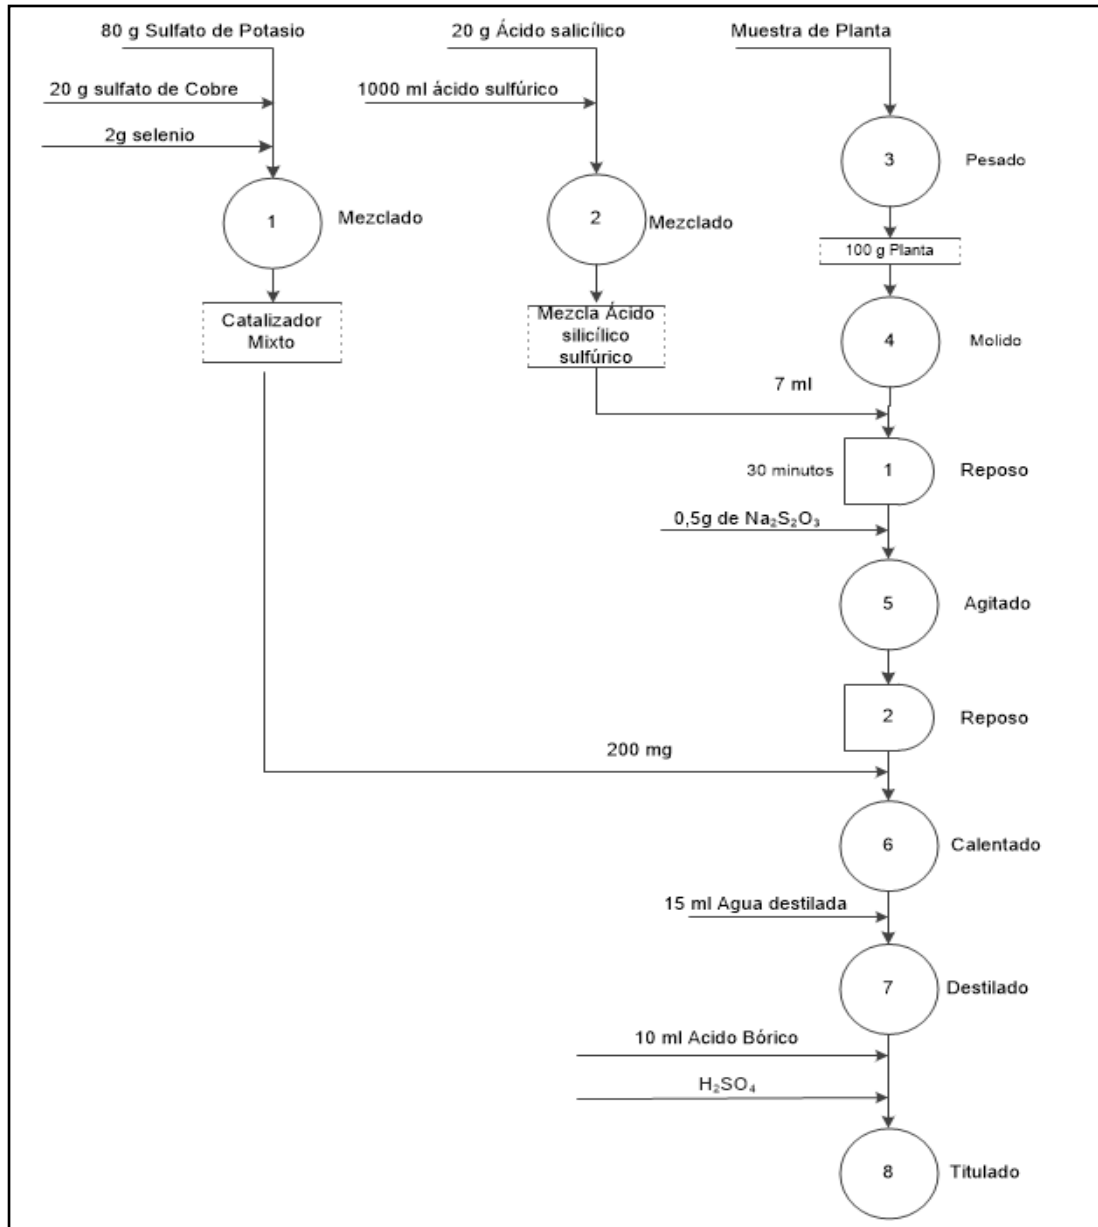 80 g Sulfato de Potasio
20 g sulfato de Cobre
2g selenio
1
Mezclado
Catalizador
Mixto
20 g Ácido salicílico
1000 ml ácido sulfúrico
2
Mezclado
Mezcla Ácido
silicílico
sulfúrico
Muestra de Planta
3
Pesado
100 g Planta
4
Molido
7 ml
30 minutos
1
Reposo
0,5g de Na₂S₂O₃
5
Agitado
2
Reposo
200 mg
6
Calentado
15 ml Agua destilada
7
Destilado
10 ml Acido Bórico
H₂SO₄
8
Titulado